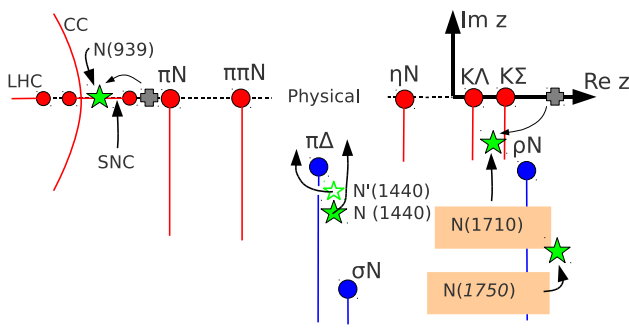 CC
Im z
N(939)
LHC
πN
ππN
Physical
ηN
KΛ
KΣ
Re z
SNC
πΔ
ρN
N'(1440)
N (1440)
N(1710)
σN
N(1750)